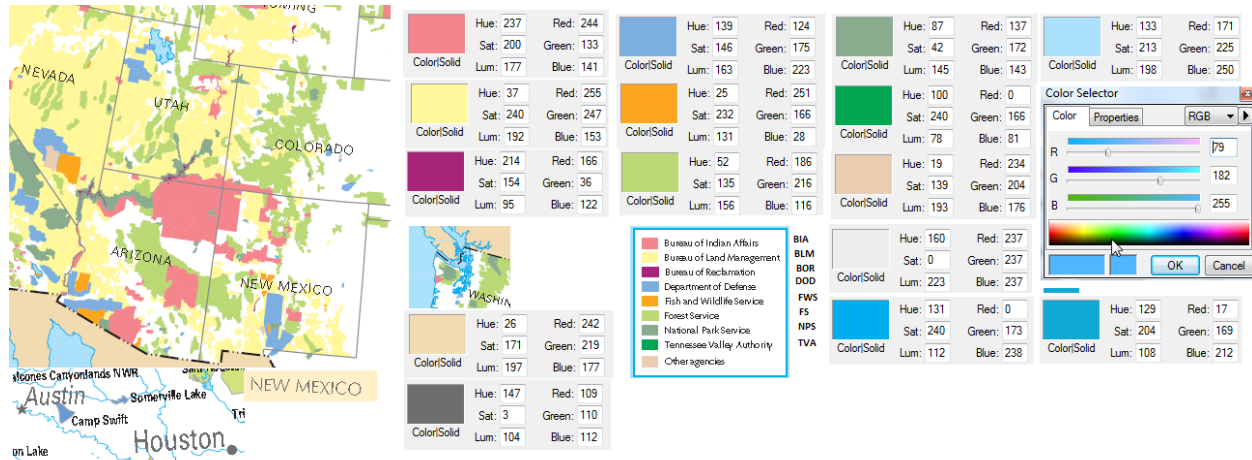 YOMING
NEVADA
UTAH
COLORADO
ARIZONA
NEW MEXICO
alcones Canyonlands NWR
Austin
Somerville Lake
Camp Swift
Tri
Houston
on Lake
NEW MEXICO
Hue: 237 Red: 244
Sat: 200 Green: 133
Color|Solid Lum: 177 Blue: 141
Hue: 37 Red: 255
Sat: 240 Green: 247
Color|Solid Lum: 192 Blue: 153
Hue: 214 Red: 166
Sat: 154 Green: 36
Color|Solid Lum: 95 Blue: 122
WASHIN
Hue: 26 Red: 242
Sat: 171 Green: 219
Color|Solid Lum: 197 Blue: 177
Hue: 147 Red: 109
Sat: 3 Green: 110
Color|Solid Lum: 104 Blue: 112
Hue: 139 Red: 124
Sat: 146 Green: 175
Color|Solid Lum: 163 Blue: 223
Hue: 25 Red: 251
Sat: 232 Green: 166
Color|Solid Lum: 131 Blue: 28
Hue: 52 Red: 186
Sat: 135 Green: 216
Color|Solid Lum: 156 Blue: 116
Bureau of Indian Affairs BIA
Bureau of Land Management BLM
Bureau of Reclamation BOR
Department of Defense DOD
Fish and Wildlife Service FWS
Forest Service FS
National Park Service NPS
Tennessee Valley Authority TVA
Other agencies
Hue: 87 Red: 137
Sat: 42 Green: 172
Color|Solid Lum: 145 Blue: 143
Hue: 100 Red: 0
Sat: 240 Green: 166
Color|Solid Lum: 78 Blue: 81
Hue: 19 Red: 234
Sat: 139 Green: 204
Color|Solid Lum: 193 Blue: 176
Hue: 160 Red: 237
Sat: 0 Green: 237
Color|Solid Lum: 223 Blue: 237
Hue: 131 Red: 0
Sat: 240 Green: 173
Color|Solid Lum: 112 Blue: 238
Hue: 133 Red: 171
Sat: 213 Green: 225
Color|Solid Lum: 198 Blue: 250
Color Selector
Color Properties RGB
R 79
G 182
B 255
OK Cancel
Hue: 129 Red: 17
Sat: 204 Green: 169
Color|Solid Lum: 108 Blue: 212